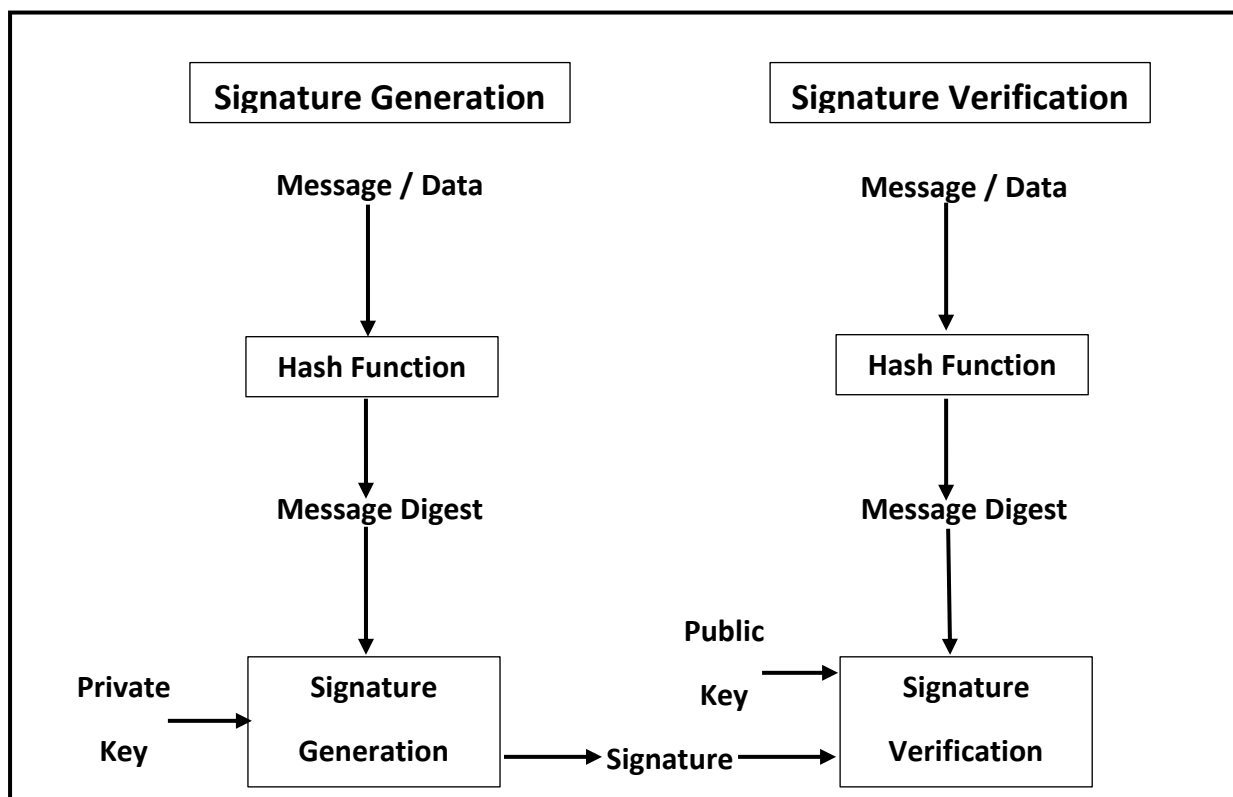 Signature Generation
Signature Verification
Message / Data
Message / Data
Hash Function
Hash Function
Message Digest
Message Digest
Private
Key
Signature
Generation
Signature
Public
Key
Signature
Verification